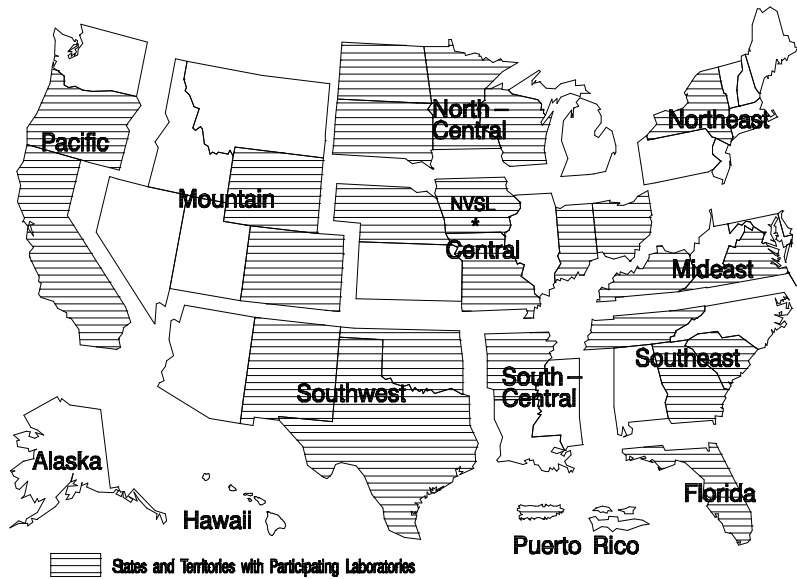 North –
Central
Northeast
Pacific
Mountain
NVSL
*
Central
Mideast
Southeast
South –
Central
Southwest
Alaska
Hawaii
Florida
Puerto Rico
States and Territories with Participating Laboratories